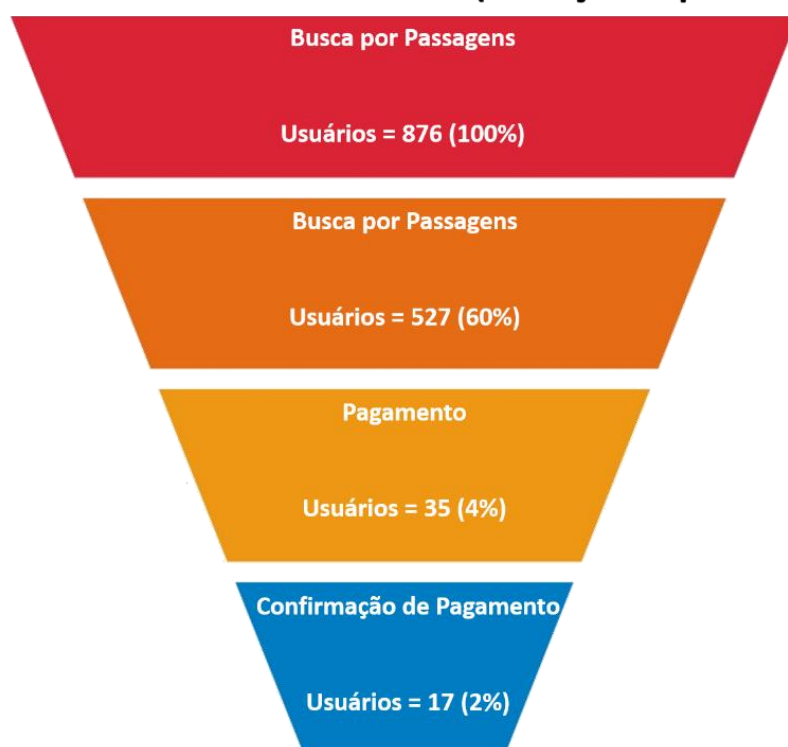 Busca por Passagens
Usuários = 876 (100%)
Busca por Passagens
Usuários = 527 (60%)
Pagamento
Usuários = 35 (4%)
Confirmação de Pagamento
Usuários = 17 (2%)